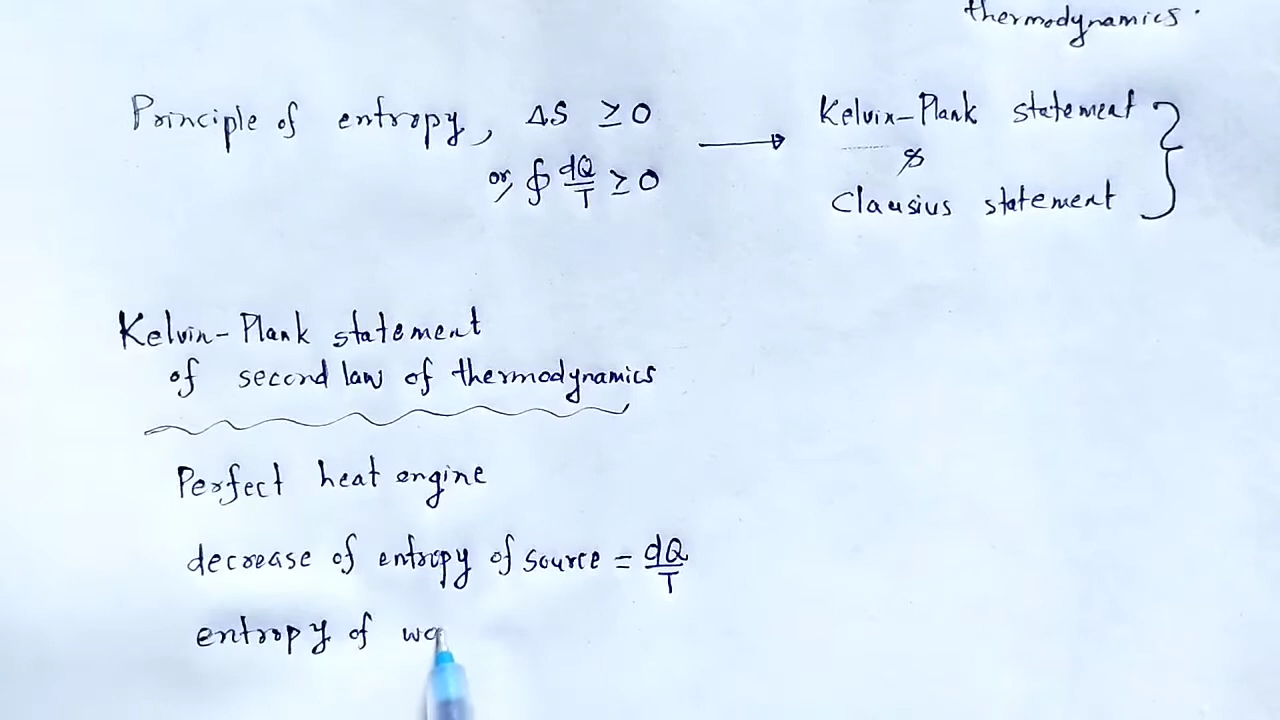 thermodynamics.
Principle of entropy, ΔS ≥ 0
or, ∮ dQ/T ≥ 0
→
Kelvin-Plank statement
&
Clausius statement }
Kelvin-Plank statement
of second law of thermodynamics
Perfect heat engine
decrease of entropy of source = dQ/T
entropy of